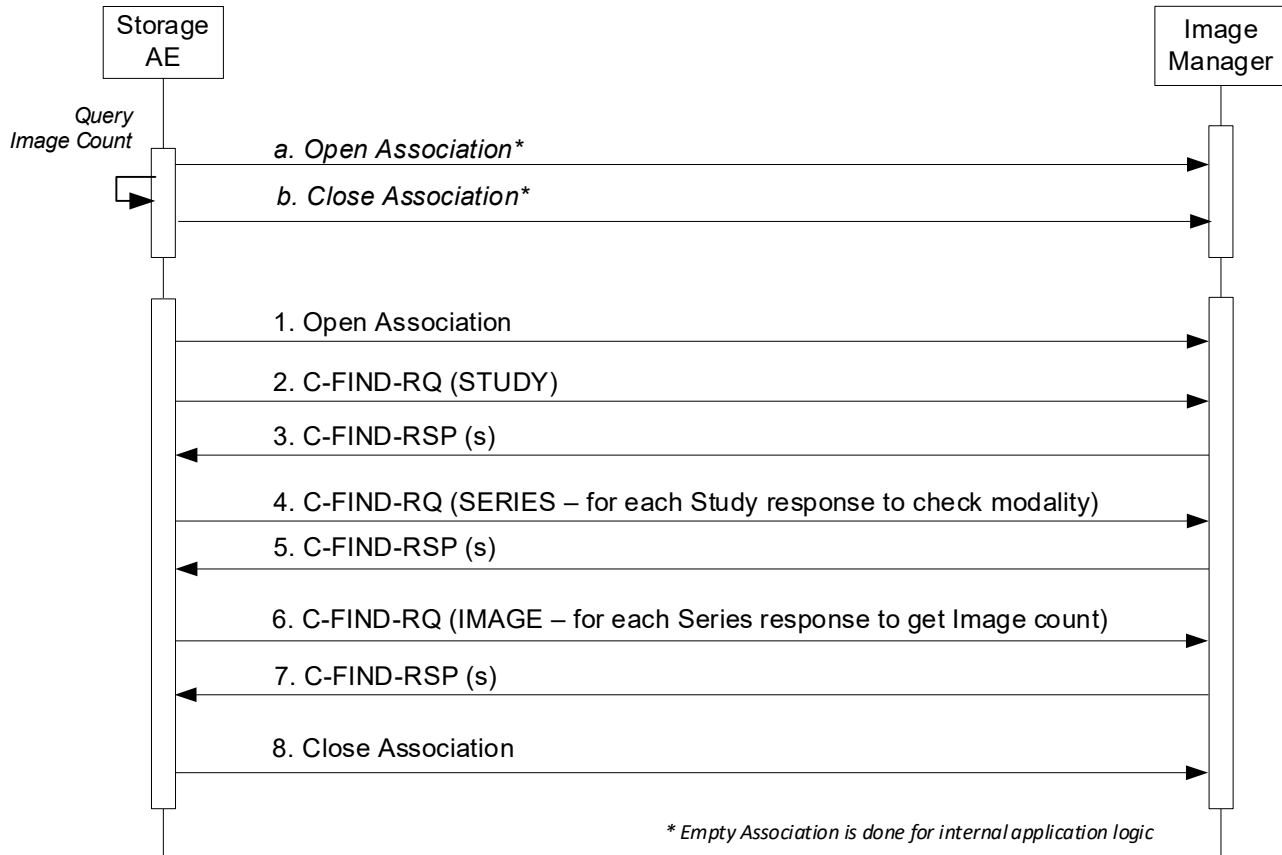 Storage
AE
Image
Manager
Query
Image Count
a. Open Association*
b. Close Association*
1. Open Association
2. C-FIND-RQ (STUDY)
3. C-FIND-RSP (s)
4. C-FIND-RQ (SERIES – for each Study response to check modality)
5. C-FIND-RSP (s)
6. C-FIND-RQ (IMAGE – for each Series response to get Image count)
7. C-FIND-RSP (s)
8. Close Association
* Empty Association is done for internal application logic